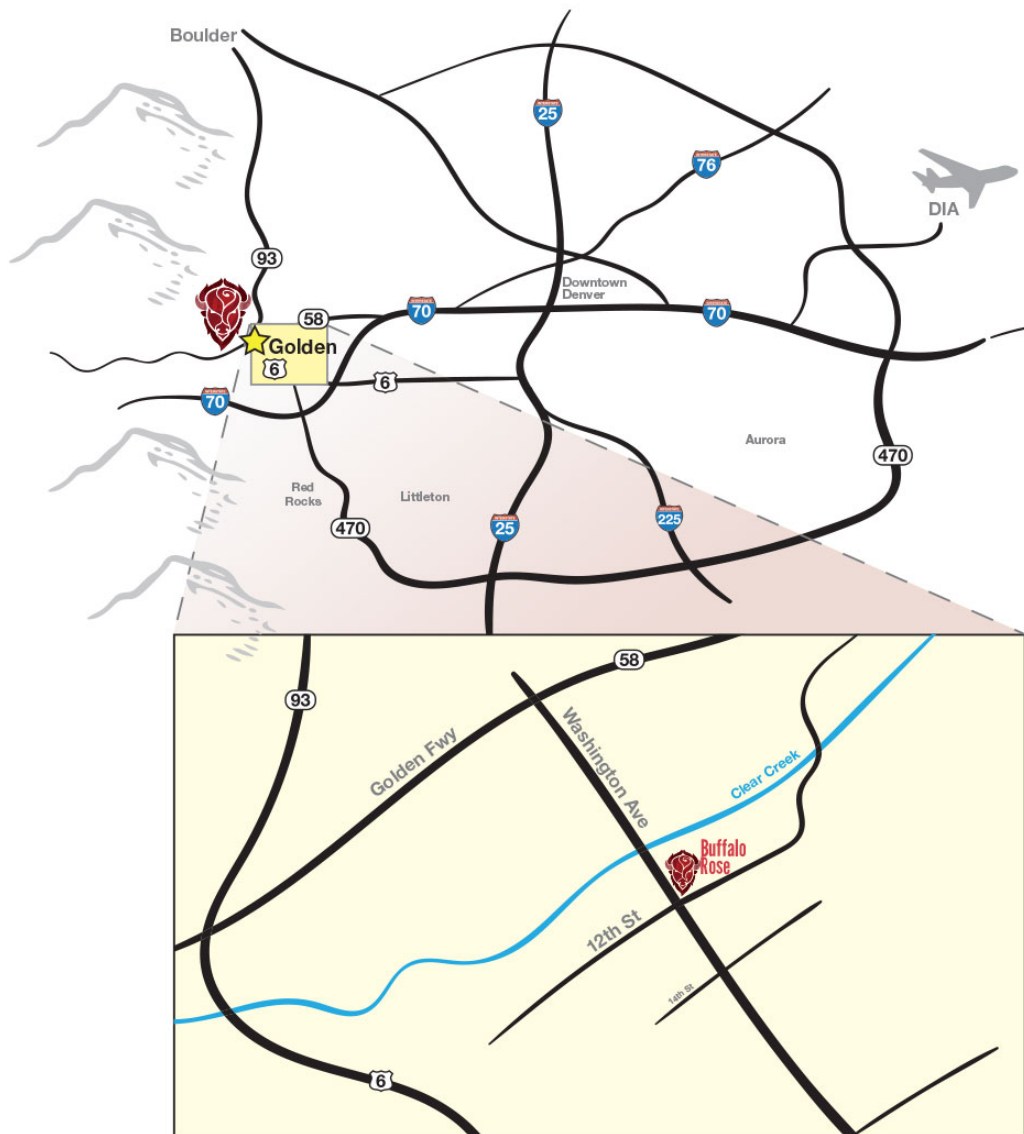 Boulder
25
76
DIA
93
Downtown
Denver
58
70
70
Golden
6
6
70
Aurora
470
Red
Rocks
Littleton
470
25
225
58
93
Golden Fwy
Washington Ave
Clear Creek
Buffalo
Rose
12th St
14th St
6